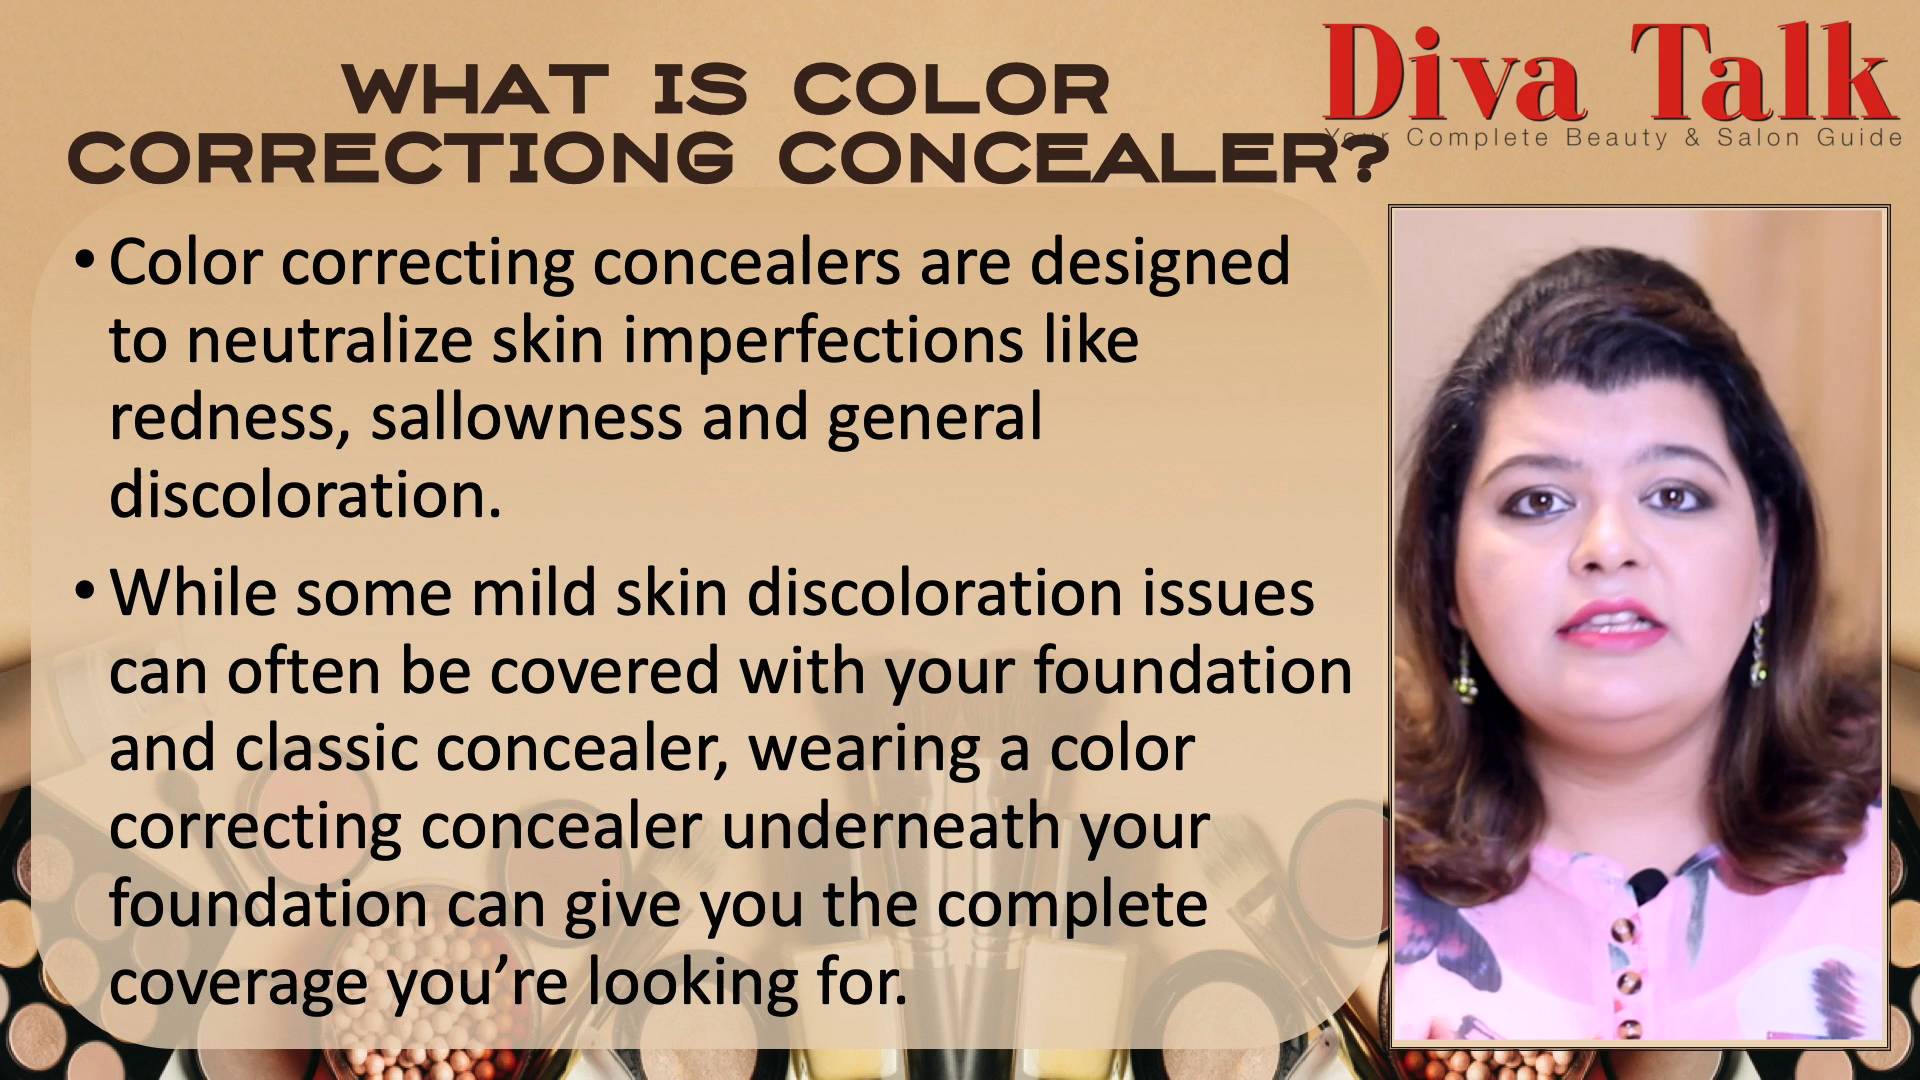 Diva Talk
Your Complete Beauty & Salon Guide
WHAT IS COLOR
CORRECTIONG CONCEALER?
• Color correcting concealers are designed
to neutralize skin imperfections like
redness, sallowness and general
discoloration.
• While some mild skin discoloration issues
can often be covered with your foundation
and classic concealer, wearing a color
correcting concealer underneath your
foundation can give you the complete
coverage you’re looking for.